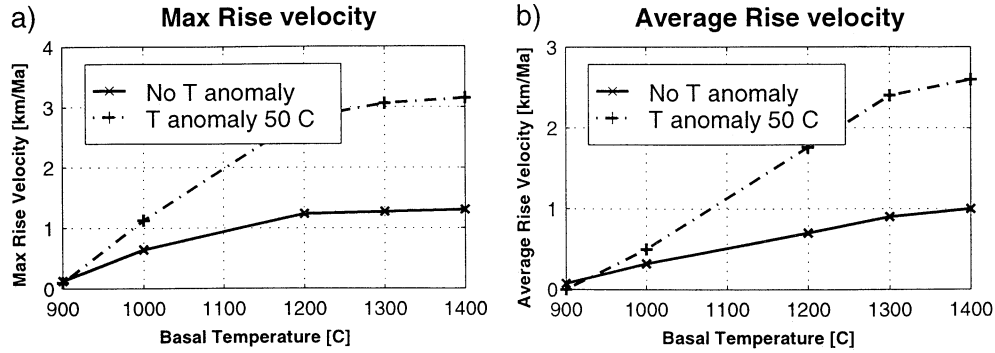 a)
Max Rise velocity
Max Rise Velocity [km/Ma]
4
3
2
1
0
No T anomaly
T anomaly 50 C
900 1000 1100 1200 1300 1400
Basal Temperature [C]
b)
Average Rise velocity
Average Rise Velocity [km/Ma]
3
2
1
0
No T anomaly
T anomaly 50 C
900 1000 1100 1200 1300 1400
Basal Temperature [C]